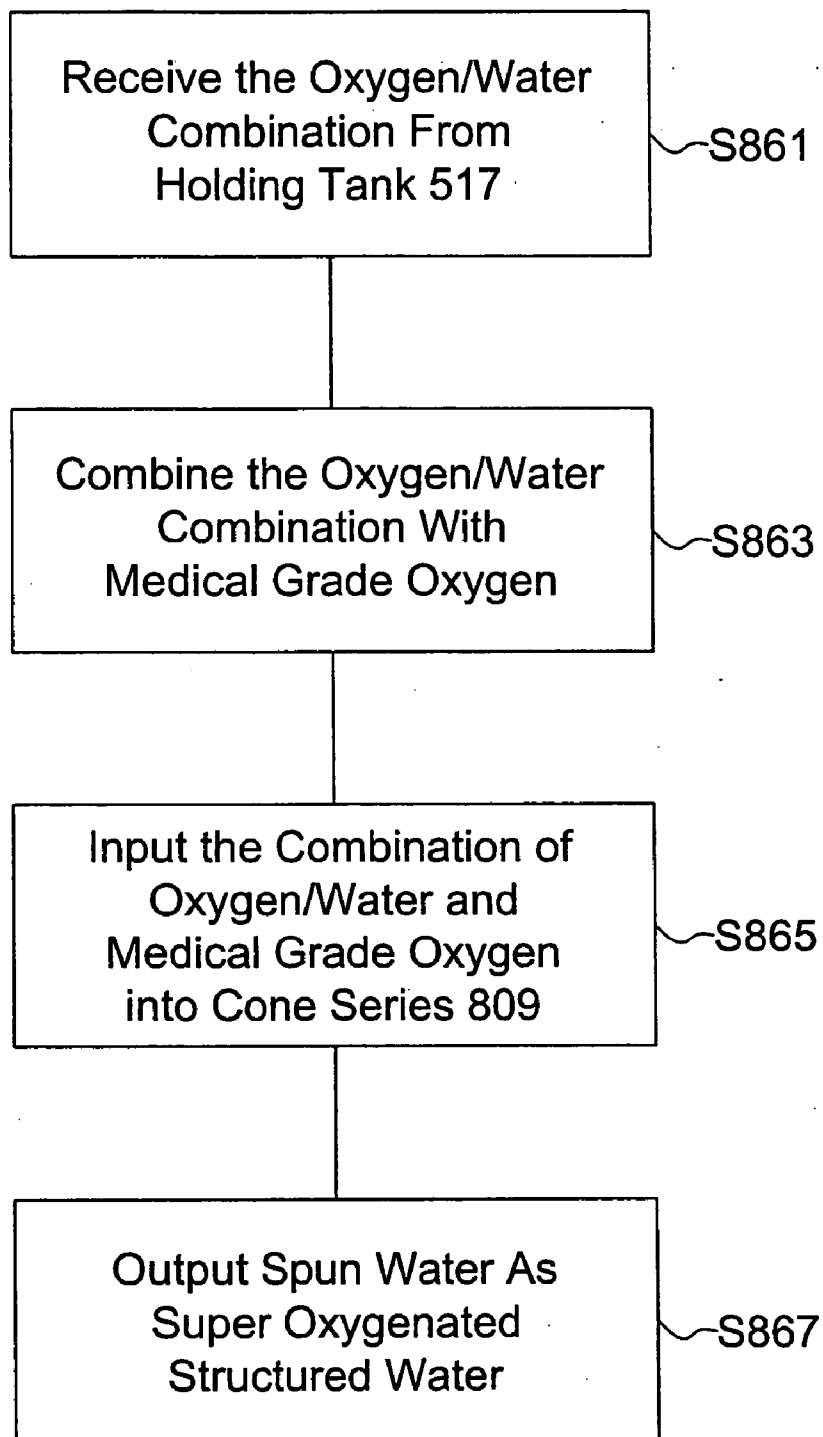 Receive the Oxygen/Water
Combination From
Holding Tank 517
S861
Combine the Oxygen/Water
Combination With
Medical Grade Oxygen
S863
Input the Combination of
Oxygen/Water and
Medical Grade Oxygen
into Cone Series 809
S865
Output Spun Water As
Super Oxygenated
Structured Water
S867